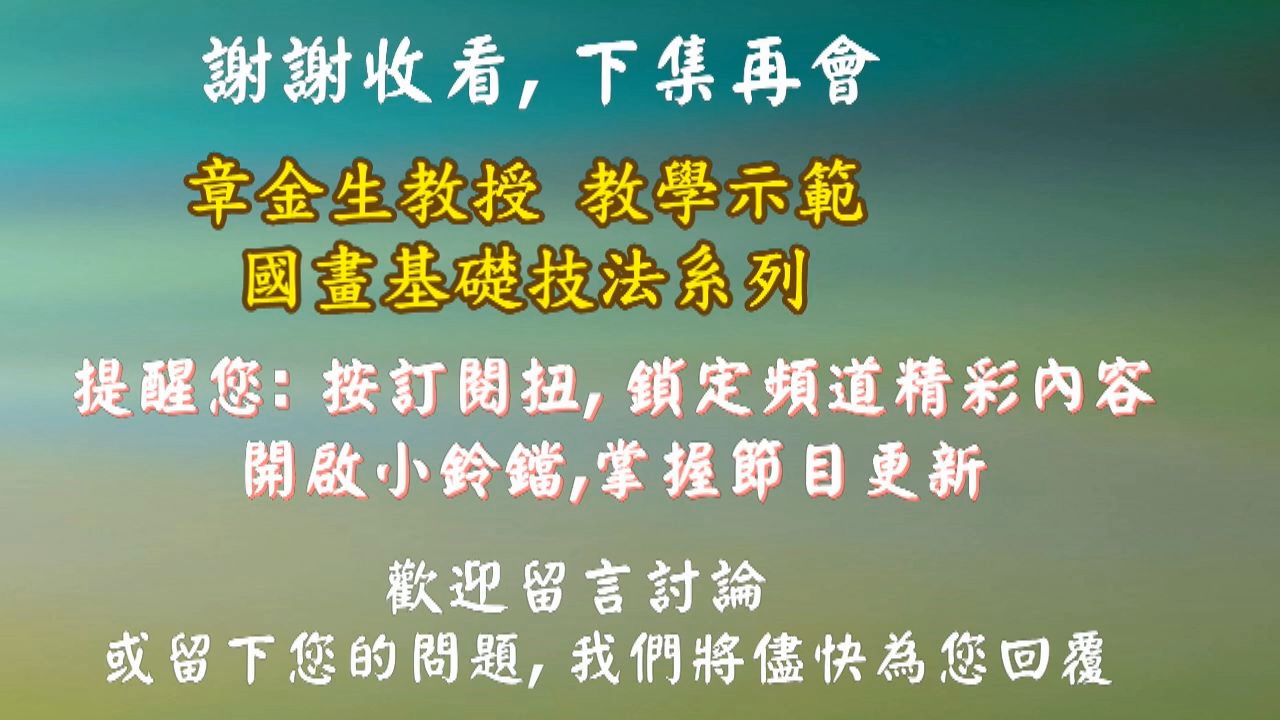 謝謝收看, 下集再會
章金生教授 教學示範
國畫基礎技法系列
提醒您: 按訂閱扭, 鎖定頻道精彩內容
開啟小鈴鐺,掌握節目更新
歡迎留言討論
或留下您的問題, 我們將儘快為您回覆